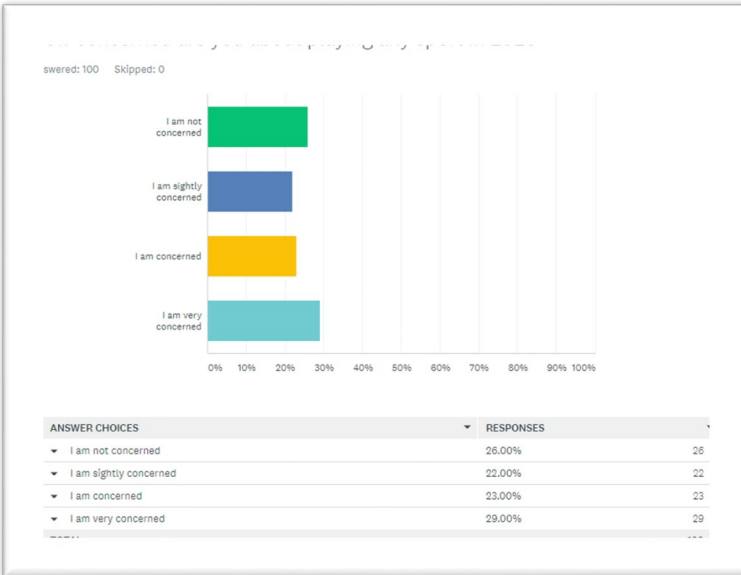 swered: 100 Skipped: 0
I am not
concerned
I am sightly
concerned
I am concerned
I am very
concerned
0% 10% 20% 30% 40% 50% 60% 70% 80% 90% 100%
ANSWER CHOICES RESPONSES
I am not concerned 26.00% 26
I am sightly concerned 22.00% 22
I am concerned 23.00% 23
I am very concerned 29.00% 29